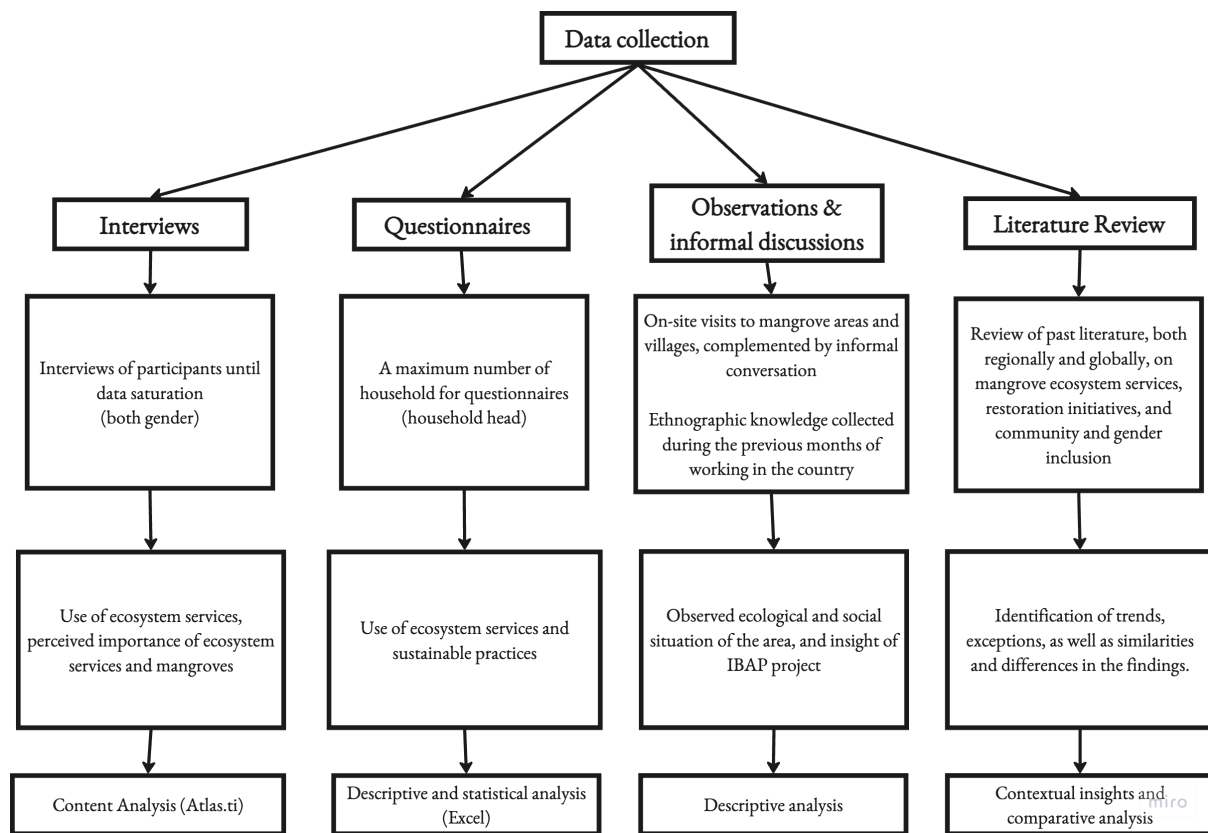 Data collection
Interviews
Questionnaires
Observations &
informal discussions
Literature Review
Interviews of participants until
data saturation
(both gender)
A maximum number of
household for questionnaires
(household head)
On-site visits to mangrove areas and
villages, complemented by informal
conversation
Ethnographic knowledge collected
during the previous months of
working in the country
Review of past literature, both
regionally and globally, on
mangrove ecosystem services,
restoration initiatives, and
community and gender
inclusion
Use of ecosystem services,
perceived importance of ecosystem
services and mangroves
Use of ecosystem services and
sustainable practices
Observed ecological and social
situation of the area, and insight of
IBAP project
Identification of trends,
exceptions, as well as similarities
and differences in the findings.
Content Analysis (Atlas.ti)
Descriptive and statistical analysis
(Excel)
Descriptive analysis
Contextual insights and
comparative analysis
miro